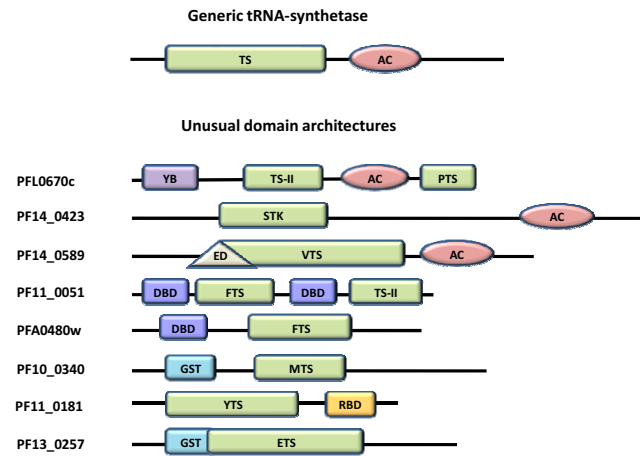 Generic tRNA-synthetase
TS AC
Unusual domain architectures
PFL0670c YB TS-II AC PTS
PF14_0423 STK AC
PF14_0589 ED VTS AC
PF11_0051 DBD FTS DBD TS-II
PFA0480w DBD FTS
PF10_0340 GST MTS
PF11_0181 YTS RBD
PF13_0257 GST ETS